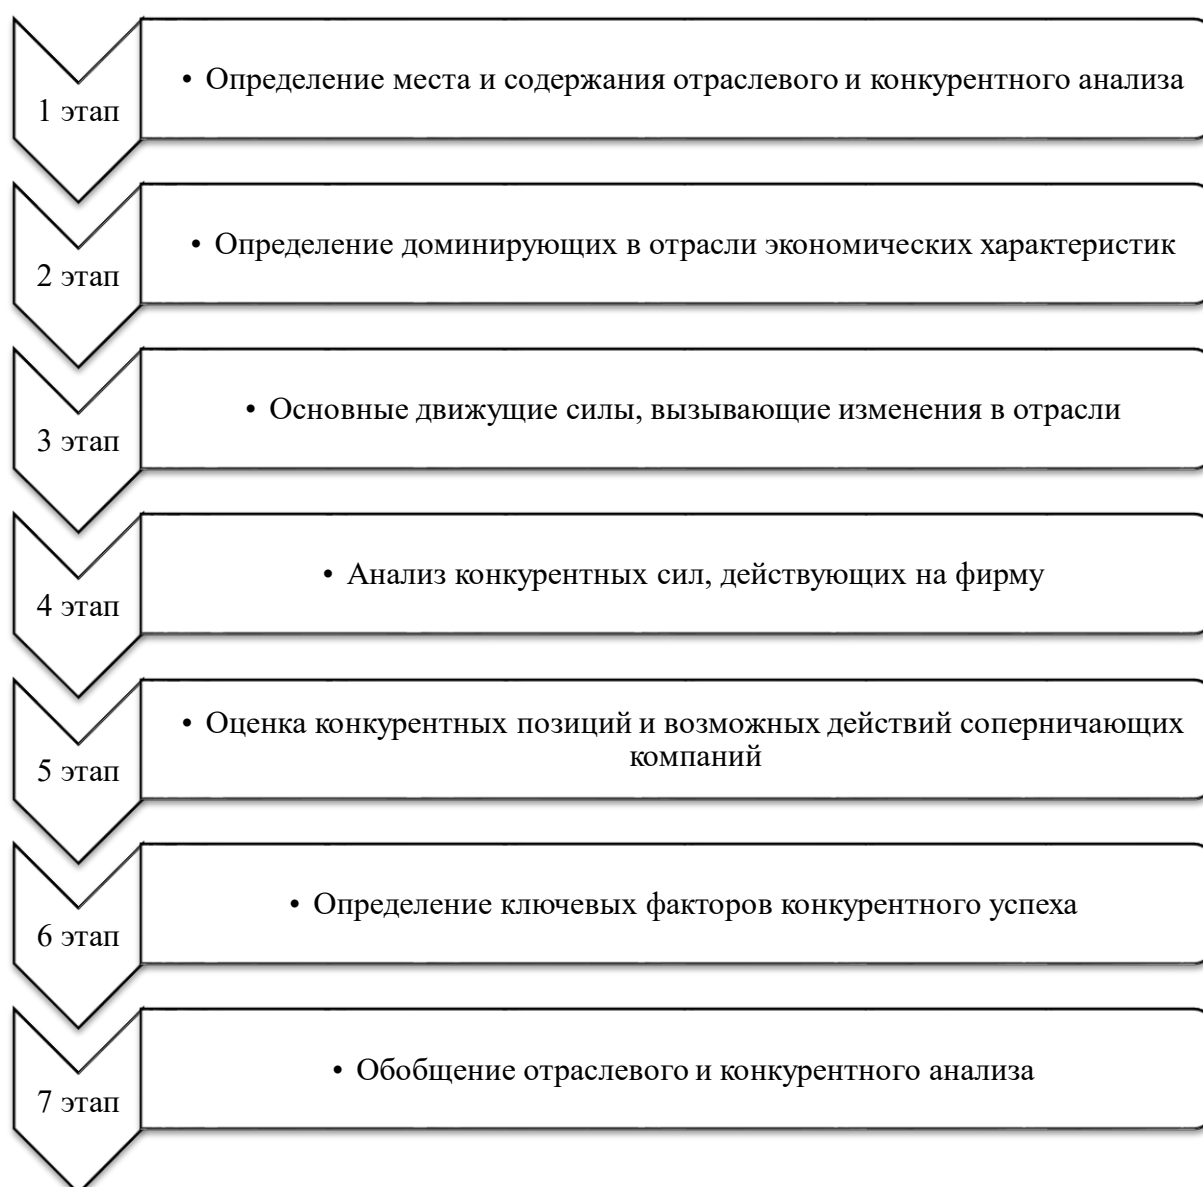 1 этап
• Определение места и содержания отраслевого и конкурентного анализа
2 этап
• Определение доминирующих в отрасли экономических характеристик
3 этап
• Основные движущие силы, вызывающие изменения в отрасли
4 этап
• Анализ конкурентных сил, действующих на фирму
5 этап
• Оценка конкурентных позиций и возможных действий соперничающих
компаний
6 этап
• Определение ключевых факторов конкурентного успеха
7 этап
• Обобщение отраслевого и конкурентного анализа